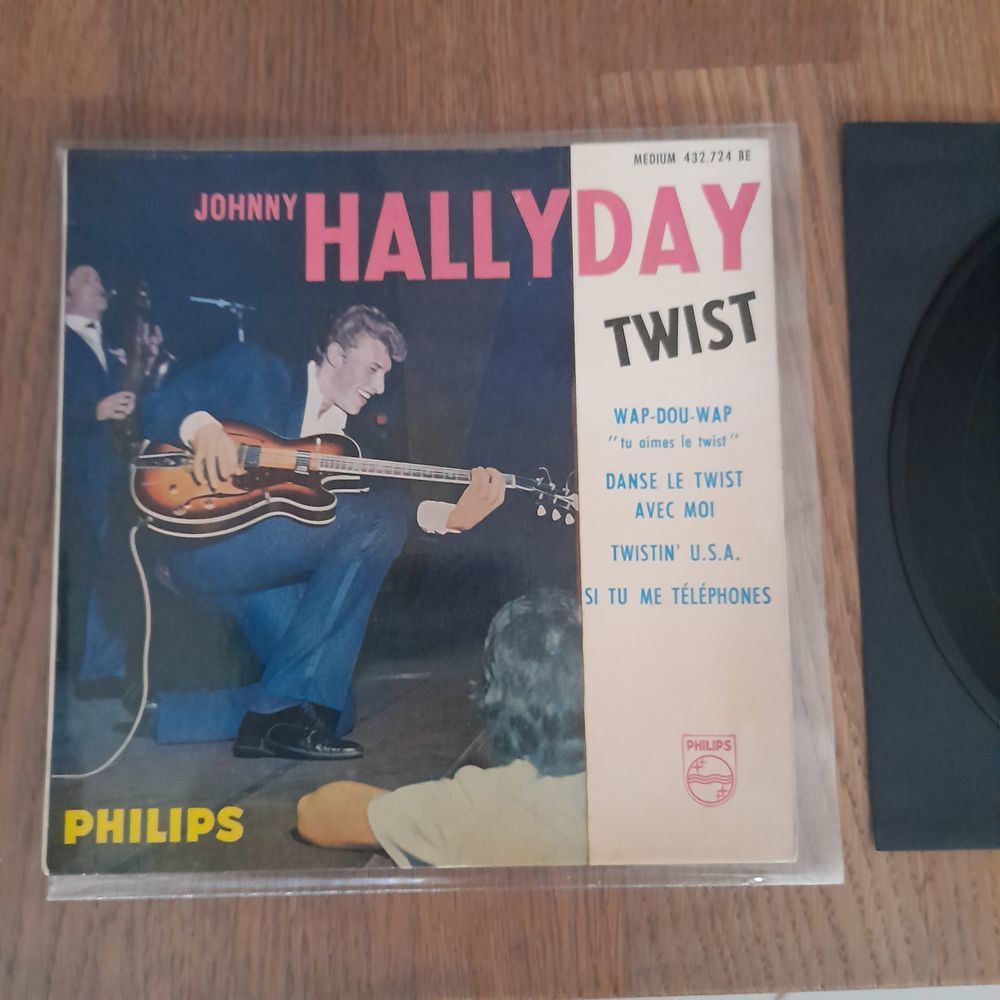 MEDIUM 432.724 BE
JOHNNY HALLYDAY
TWIST
WAP-DOU-WAP
"tu aimes le twist"
DANSE LE TWIST
AVEC MOI
TWISTIN' U.S.A.
SI TU ME TÉLÉPHONES
PHILIPS
PHILIPS